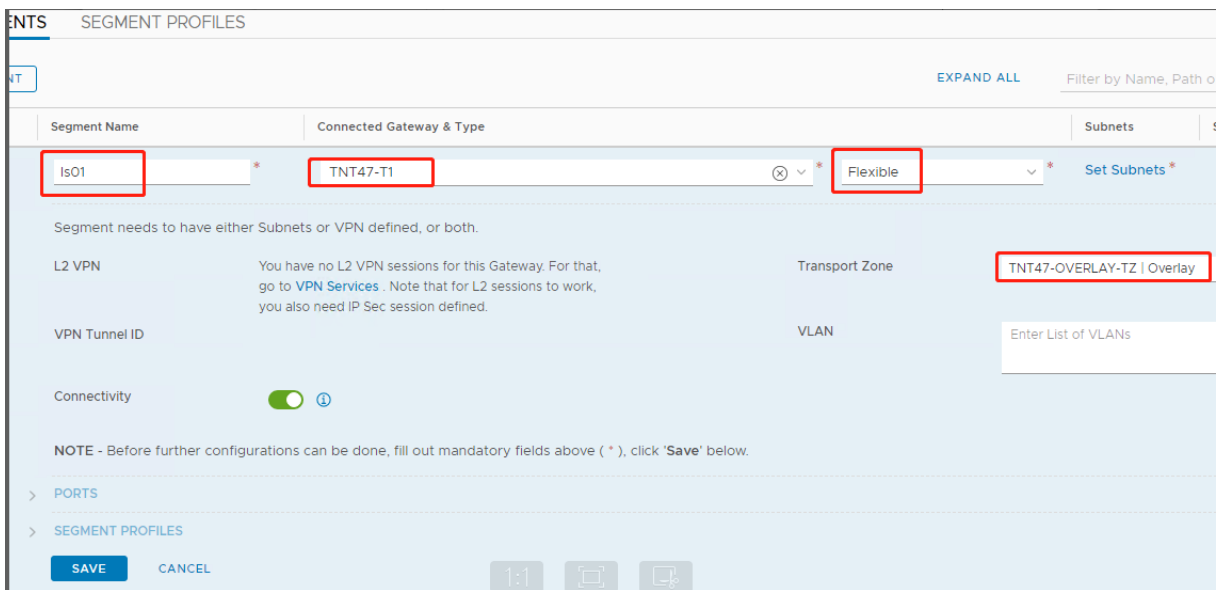 ENTS SEGMENT PROFILES
NT EXPAND ALL Filter by Name, Path o
Segment Name Connected Gateway & Type Subnets S
ls01 * TNT47-T1 * Flexible * Set Subnets *
Segment needs to have either Subnets or VPN defined, or both.
L2 VPN You have no L2 VPN sessions for this Gateway. For that, Transport Zone TNT47-OVERLAY-TZ | Overlay
go to VPN Services . Note that for L2 sessions to work,
you also need IP Sec session defined.
VPN Tunnel ID VLAN Enter List of VLANs
Connectivity
NOTE - Before further configurations can be done, fill out mandatory fields above ( * ), click 'Save' below.
PORTS
SEGMENT PROFILES
SAVE CANCEL
1:1